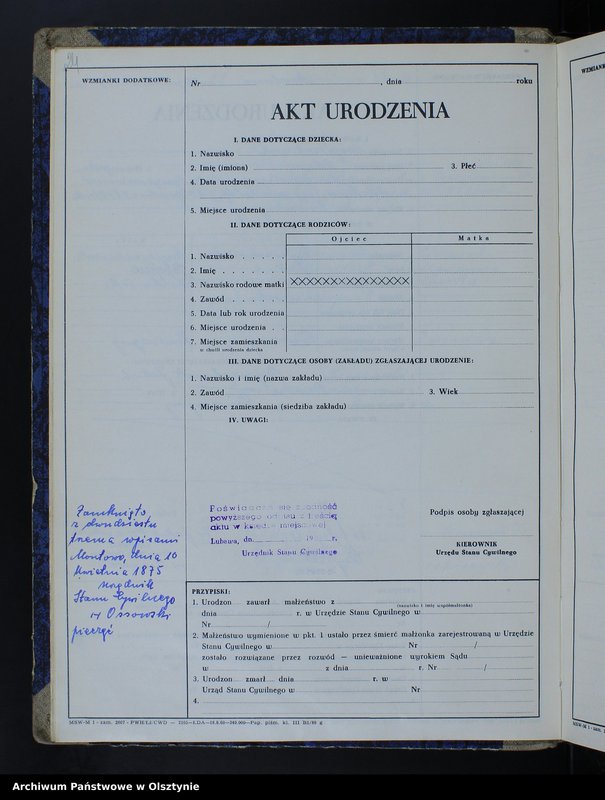 WZMIANKI DODATKOWE:
Nr , dnia roku
AKT URODZENIA
I. DANE DOTYCZĄCE DZIECKA:
1. Nazwisko
2. Imię (imiona) 3. Płeć
4. Data urodzenia
5. Miejsce urodzenia
II. DANE DOTYCZĄCE RODZICÓW:
Ojciec Matka
1. Nazwisko
2. Imię
3. Nazwisko rodowe matki XXXXXXXXXXXXXXXX
4. Zawód
5. Data lub rok urodzenia
6. Miejsce urodzenia
7. Miejsce zamieszkania
w chwili urodzenia dziecka
III. DANE DOTYCZĄCE OSOBY (ZAKŁADU) ZGŁASZAJĄCEJ URODZENIE:
1. Nazwisko i imię (nazwa zakładu)
2. Zawód 3. Wiek
4. Miejsce zamieszkania (siedziba zakładu)
IV. UWAGI:
Zamknięto
z dwudziestu
trzema wpisami
Montowo, dnia 10
kwietnia 1875
Urzędnik
Stanu Cywilnego
Ossowski
pieczęć
Poświadczam zgodność
powyższego odpisu z treścią
aktu w księdze miejscowej
Lubawa, dn. 19 r.
Urzędnik Stanu Cywilnego
Podpis osoby zgłaszającej
KIEROWNIK
Urzędu Stanu Cywilnego
PRZYPISKI:
1. Urodzon zawarł małżeństwo z
(nazwisko i imię współmałżonka)
dnia r. w Urzędzie Stanu Cywilnego w
Nr /
2. Małżeństwo wymienione w pkt. 1 ustało przez śmierć małżonka zarejestrowaną w Urzędzie
Stanu Cywilnego w Nr /
zostało rozwiązane przez rozwód — unieważnione wyrokiem Sądu
w z dnia r. Nr /
3. Urodzon zmarł dnia r. w
Urząd Stanu Cywilnego w Nr
4.
Archiwum Państwowe w Olsztynie